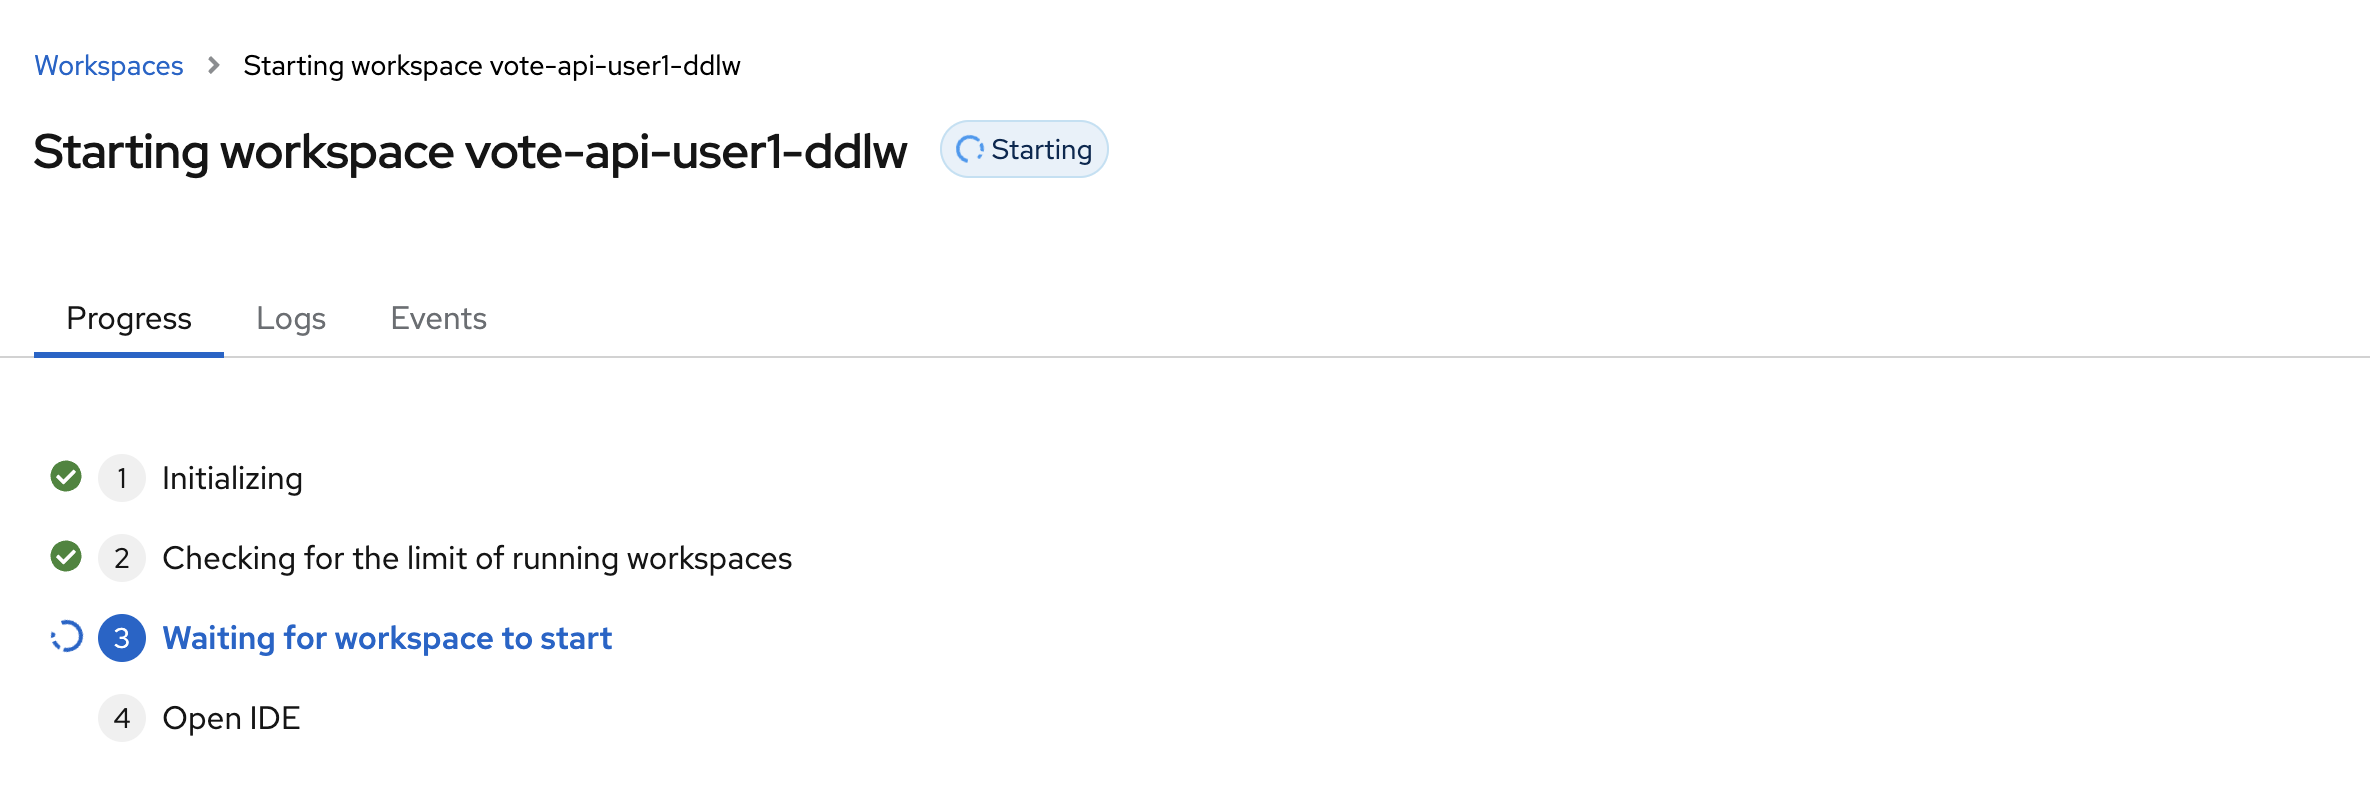 Workspaces > Starting workspace vote-api-user1-ddlw
Starting workspace vote-api-user1-ddlw Starting
Progress Logs Events
1 Initializing
2 Checking for the limit of running workspaces
3 Waiting for workspace to start
4 Open IDE